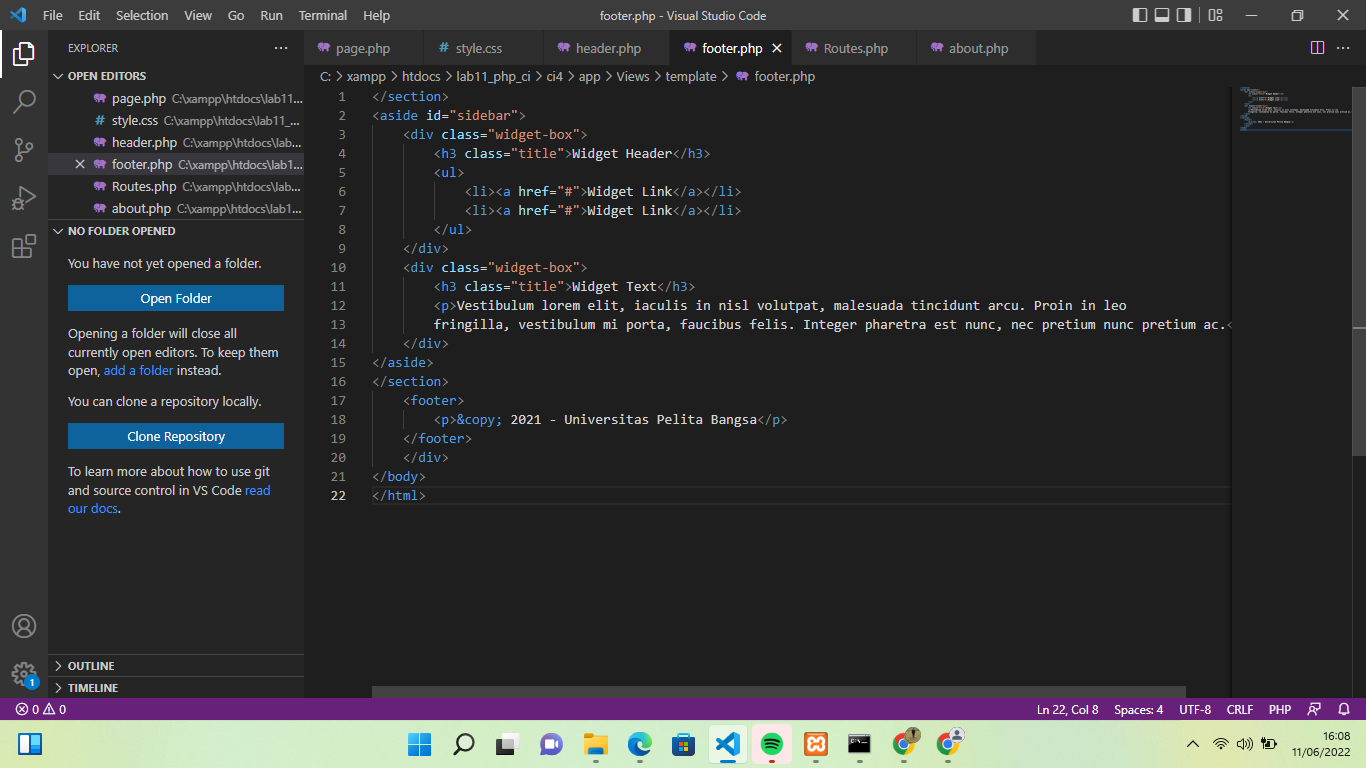 File Edit Selection View Go Run Terminal Help footer.php - Visual Studio Code
EXPLORER
page.php style.css header.php footer.php Routes.php about.php
OPEN EDITORS
page.php C:\xampp\htdocs\lab11...
style.css C:\xampp\htdocs\lab11_...
header.php C:\xampp\htdocs\lab...
footer.php C:\xampp\htdocs\lab1...
Routes.php C:\xampp\htdocs\lab...
about.php C:\xampp\htdocs\lab1...
NO FOLDER OPENED
You have not yet opened a folder.
Open Folder
Opening a folder will close all
currently open editors. To keep them
open, add a folder instead.
You can clone a repository locally.
Clone Repository
To learn more about how to use git
and source control in VS Code read
our docs.
OUTLINE
TIMELINE
C: > xampp > htdocs > lab11_php_ci > ci4 > app > Views > template > footer.php
1 </section>
2 <aside id="sidebar">
3 <div class="widget-box">
4 <h3 class="title">Widget Header</h3>
5 <ul>
6 <li><a href="#">Widget Link</a></li>
7 <li><a href="#">Widget Link</a></li>
8 </ul>
9 </div>
10 <div class="widget-box">
11 <h3 class="title">Widget Text</h3>
12 <p>Vestibulum lorem elit, iaculis in nisl volutpat, malesuada tincidunt arcu. Proin in leo
13 fringilla, vestibulum mi porta, faucibus felis. Integer pharetra est nunc, nec pretium nunc pretium ac.<
14 </div>
15 </aside>
16 </section>
17 <footer>
18 <p>&copy; 2021 - Universitas Pelita Bangsa</p>
19 </footer>
20 </div>
21 </body>
22 </html>
0 0 Ln 22, Col 8 Spaces: 4 UTF-8 CRLF PHP
1
16:08
11/06/2022